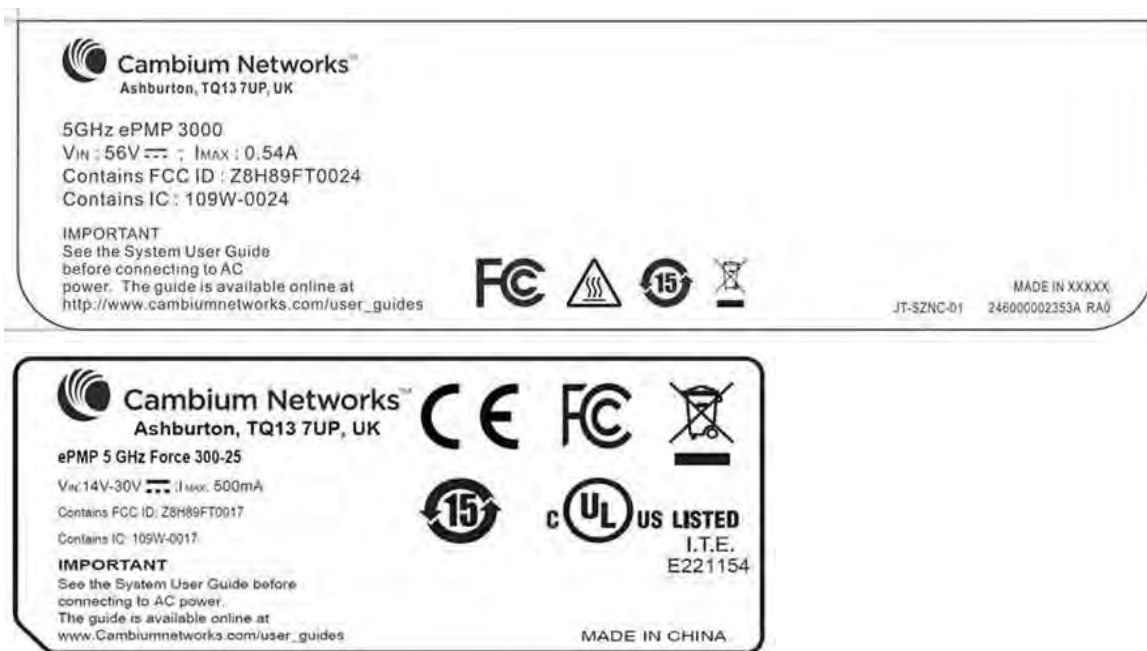 Cambium Networks™
Ashburton, TQ13 7UP, UK
5GHz ePMP 3000
VIN : 56V ; IMAX : 0.54A
Contains FCC ID : Z8H89FT0024
Contains IC : 109W-0024
IMPORTANT
See the System User Guide
before connecting to AC
power. The guide is available online at
http://www.cambiumnetworks.com/user_guides
FC
15
MADE IN XXXXX
JT-SZNC-01 246000002353A RA0
Cambium Networks™
Ashburton, TQ13 7UP, UK
ePMP 5 GHz Force 300-25
VIN:14V-30V ;IMAX: 500mA
Contains FCC ID: Z8H89FT0017
Contains IC: 109W-0017
IMPORTANT
See the System User Guide before
connecting to AC power.
The guide is available online at
www.Cambiumnetworks.com/user_guides
CE FC
15
C UL US LISTED
I.T.E.
E221154
MADE IN CHINA